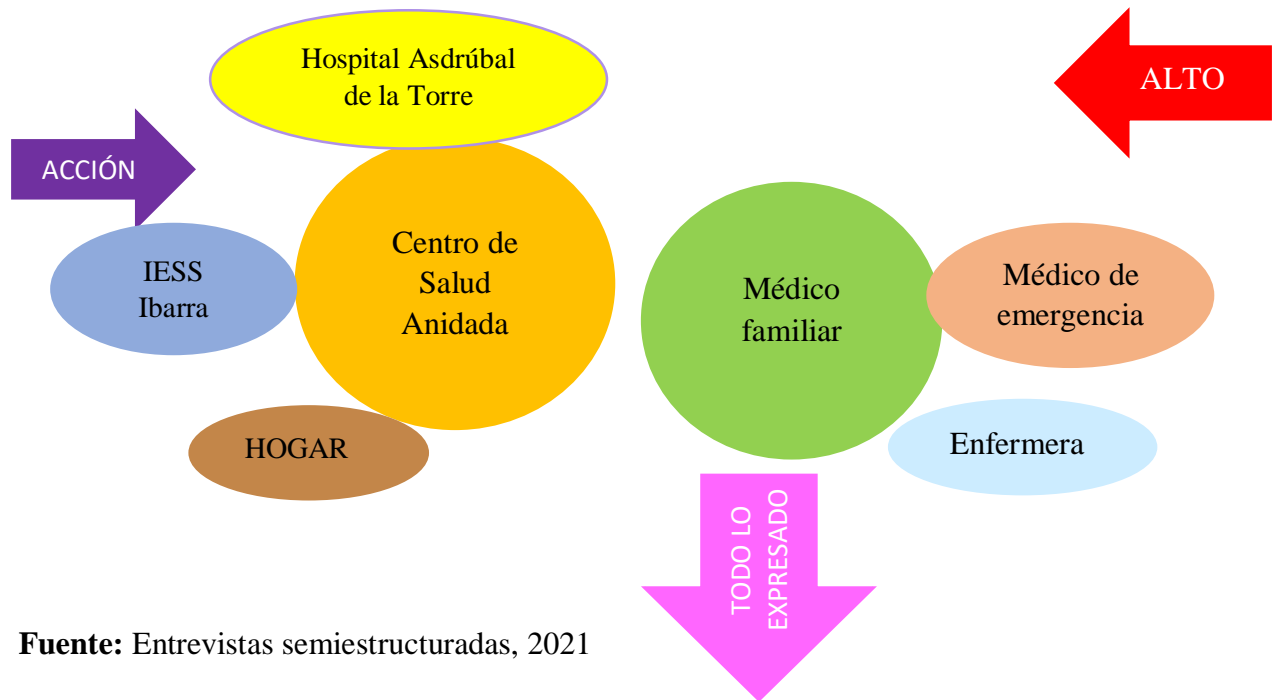 Hospital Asdrúbal
de la Torre
ALTO
ACCIÓN
IESS
Ibarra
Centro de
Salud
Anidada
Médico
familiar
Médico de
emergencia
HOGAR
Enfermera
TODO LO
EXPRESADO
Fuente: Entrevistas semiestructuradas, 2021